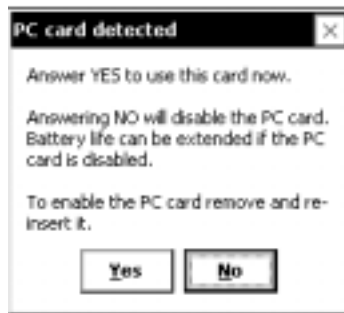 PC card detected
Answer YES to use this card now.
Answering NO will disable the PC card.
Battery life can be extended if the PC
card is disabled.
To enable the PC card remove and re-
insert it.
Yes
No